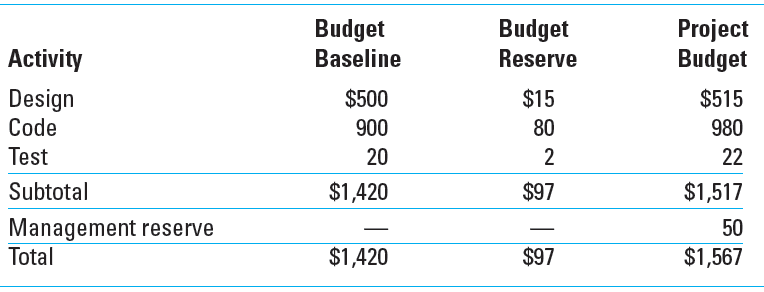 Activity Budget Baseline Budget Reserve Project Budget
Design $500 $15 $515
Code 900 80 980
Test 20 2 22
Subtotal $1,420 $97 $1,517
Management reserve — — 50
Total $1,420 $97 $1,567